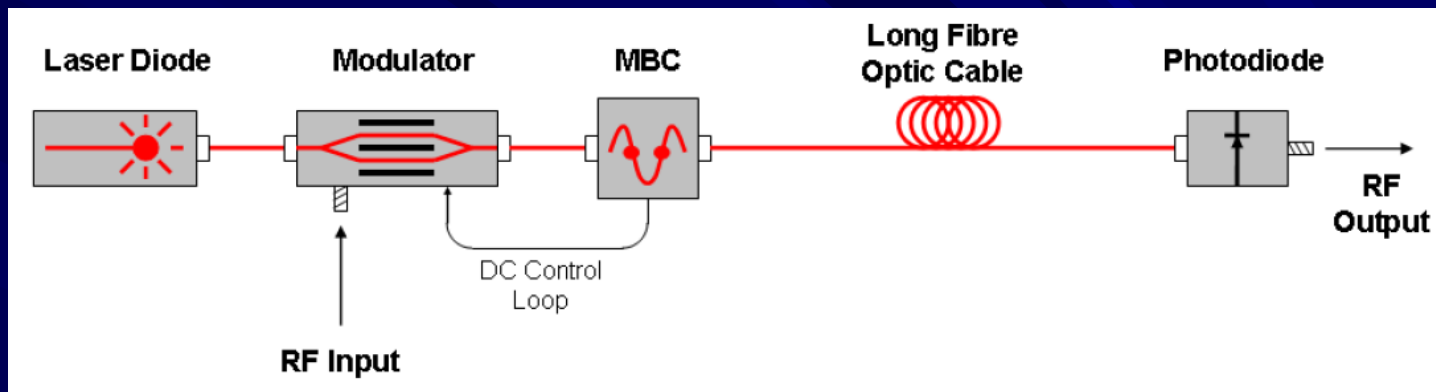 Laser Diode
Modulator
MBC
Long Fibre
Optic Cable
Photodiode
DC Control
Loop
RF Input
RF
Output